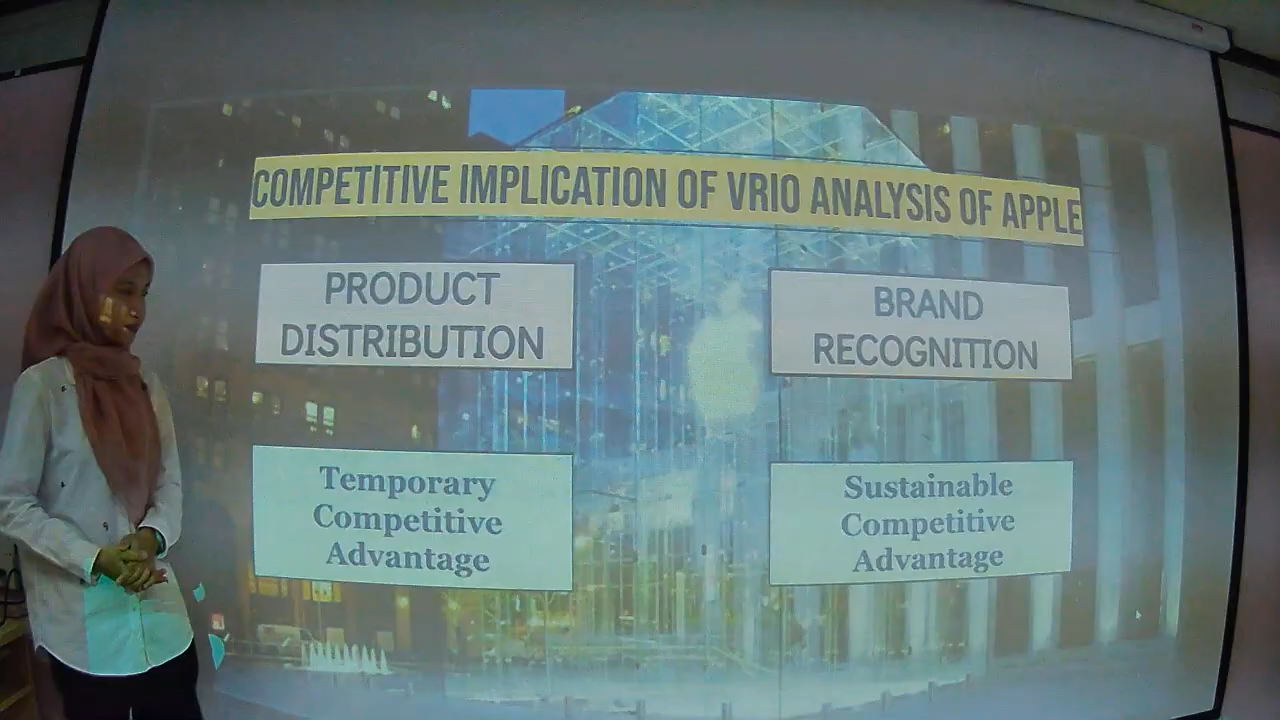 COMPETITIVE IMPLICATION OF VRIO ANALYSIS OF APPLE
PRODUCT
DISTRIBUTION
BRAND
RECOGNITION
Temporary
Competitive
Advantage
Sustainable
Competitive
Advantage